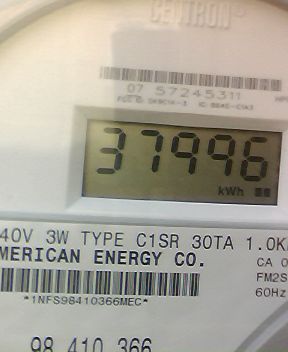 CENTRON®
07 57245311
37996
kWh
40V 3W TYPE C1SR 30TA 1.0K
MERICAN ENERGY CO.
CA 0
FM2S
60Hz
*1NFS98410366MEC*
98 410 366